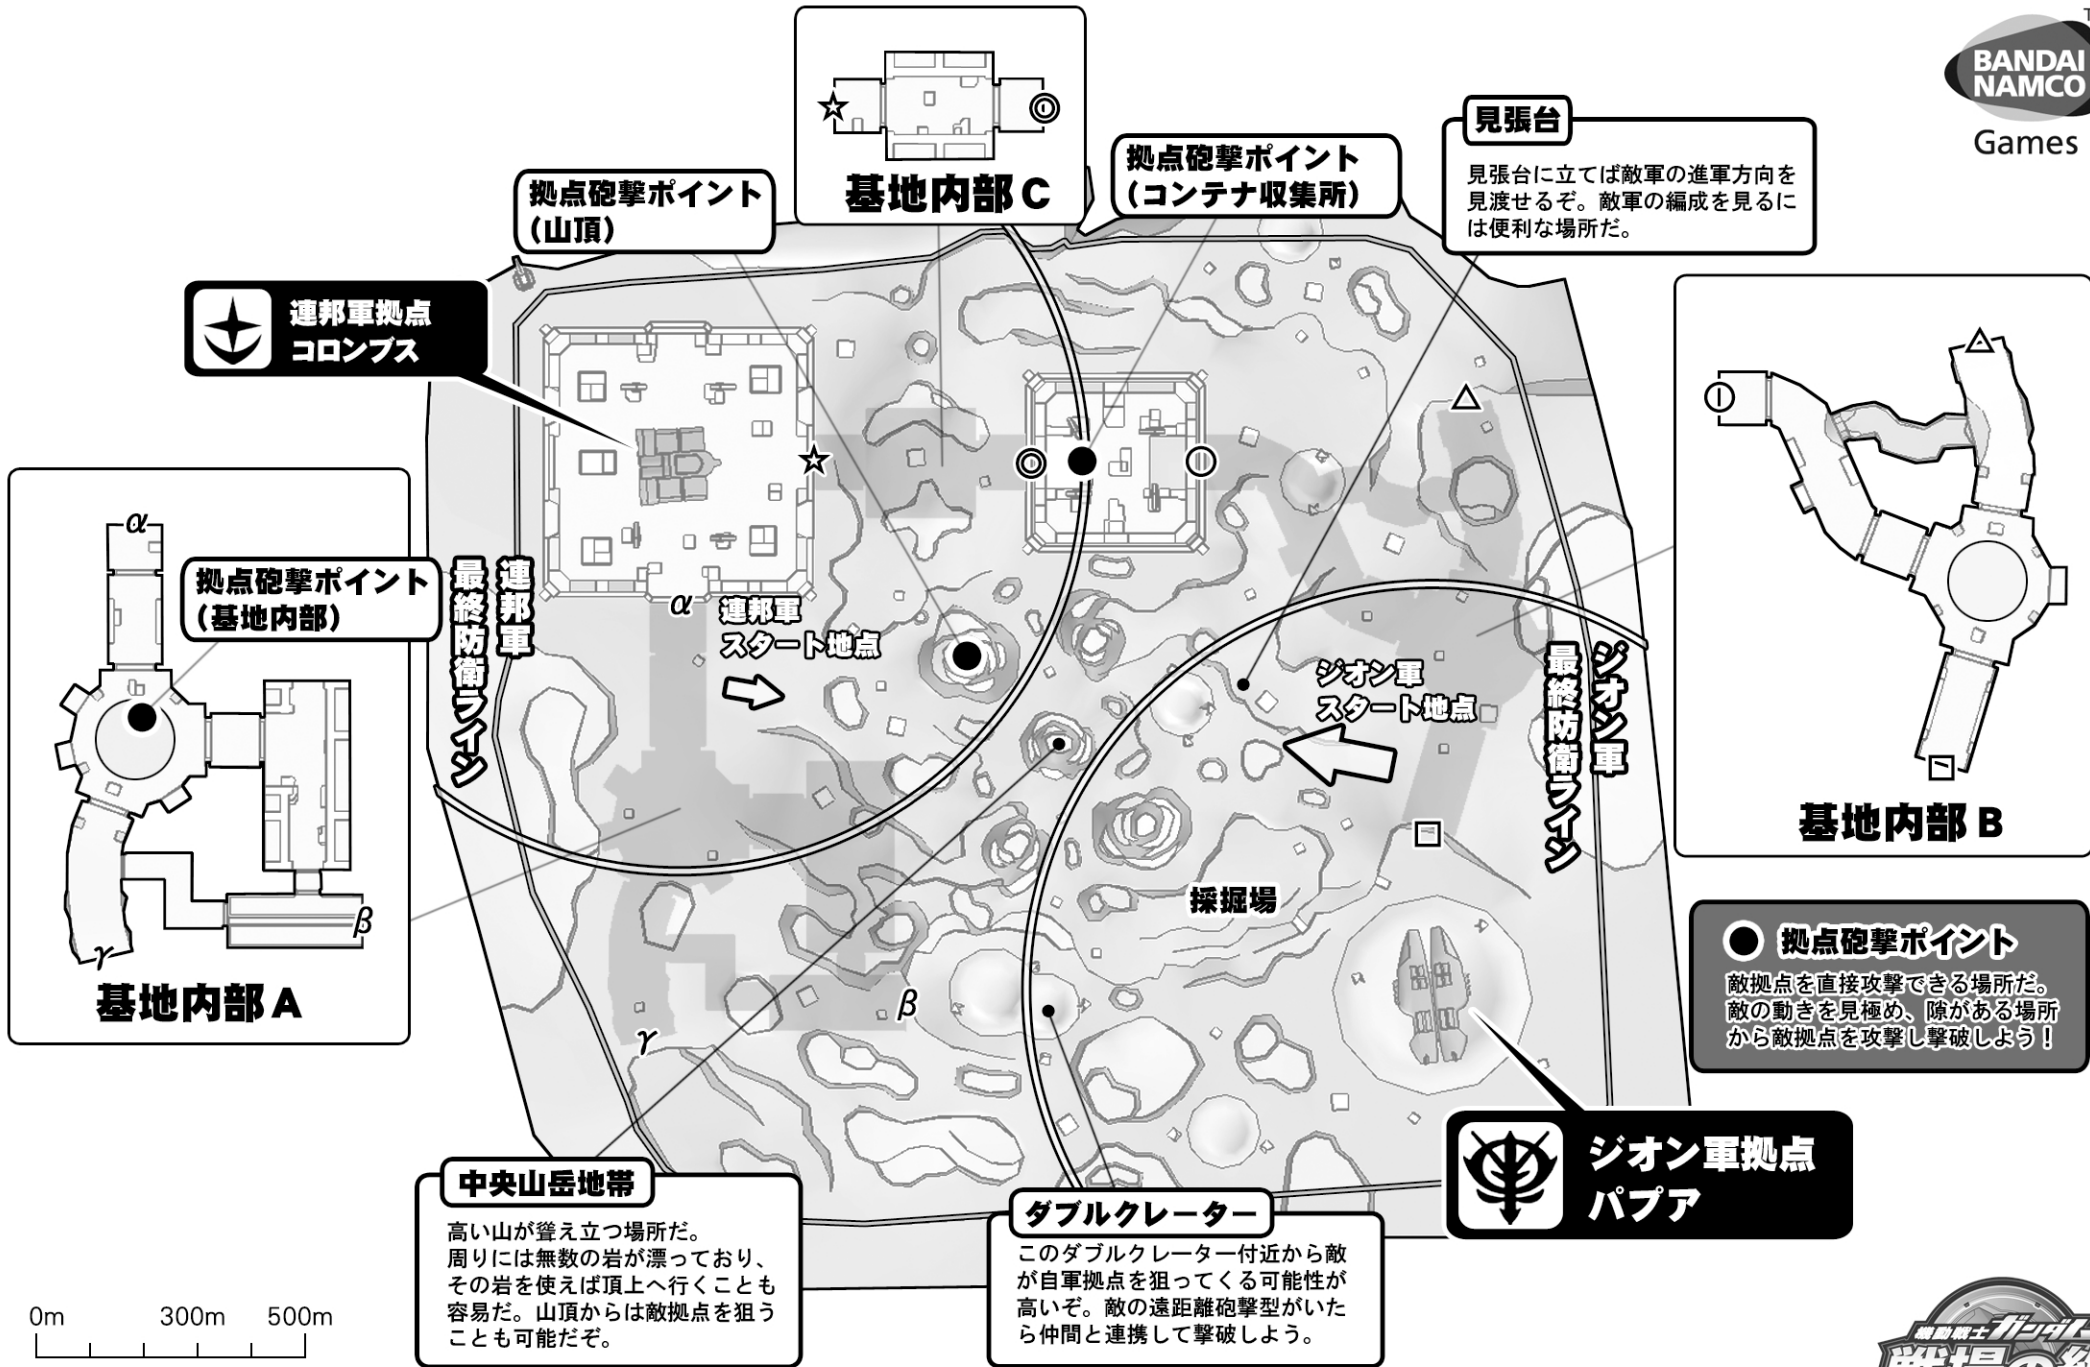 BANDAI
NAMCO
Games
基地内部C
拠点砲撃ポイント
(山頂)
拠点砲撃ポイント
(コンテナ収集所)
見張台
見張台に立てば敵軍の進軍方向を
見渡せるぞ。敵軍の編成を見るに
は便利な場所だ。
連邦軍拠点
コロンブス
α
拠点砲撃ポイント
(基地内部)
β
γ
基地内部A
連邦軍
最終防衛ライン
α
連邦軍
スタート地点
ジオン軍
スタート地点
ジオン軍
最終防衛ライン
採掘場
β
γ
基地内部B
拠点砲撃ポイント
敵拠点を直接攻撃できる場所だ。
敵の動きを見極め、隙がある場所
から敵拠点を攻撃し撃破しよう!
ジオン軍拠点
パプア
中央山岳地帯
高い山が聳え立つ場所だ。
周りには無数の岩が漂っており、
その岩を使えば頂上へ行くことも
容易だ。山頂からは敵拠点を狙う
ことも可能だぞ。
ダブルクレーター
このダブルクレーター付近から敵
が自軍拠点を狙ってくる可能性が
高いぞ。敵の遠距離砲撃型がいた
ら仲間と連携して撃破しよう。
0m 300m 500m
機動戦士ガンダム
戦場の